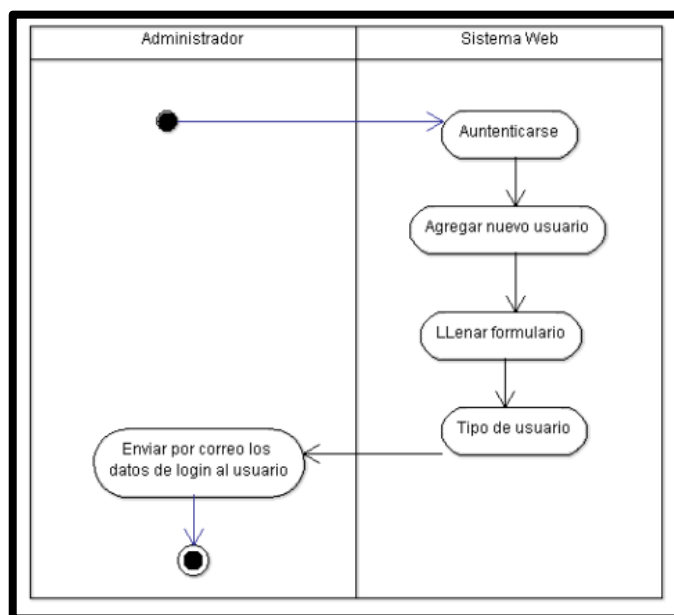 Administrador
Sistema Web
Auntenticarse
Agregar nuevo usuario
LLenar formulario
Tipo de usuario
Enviar por correo los
datos de login al usuario